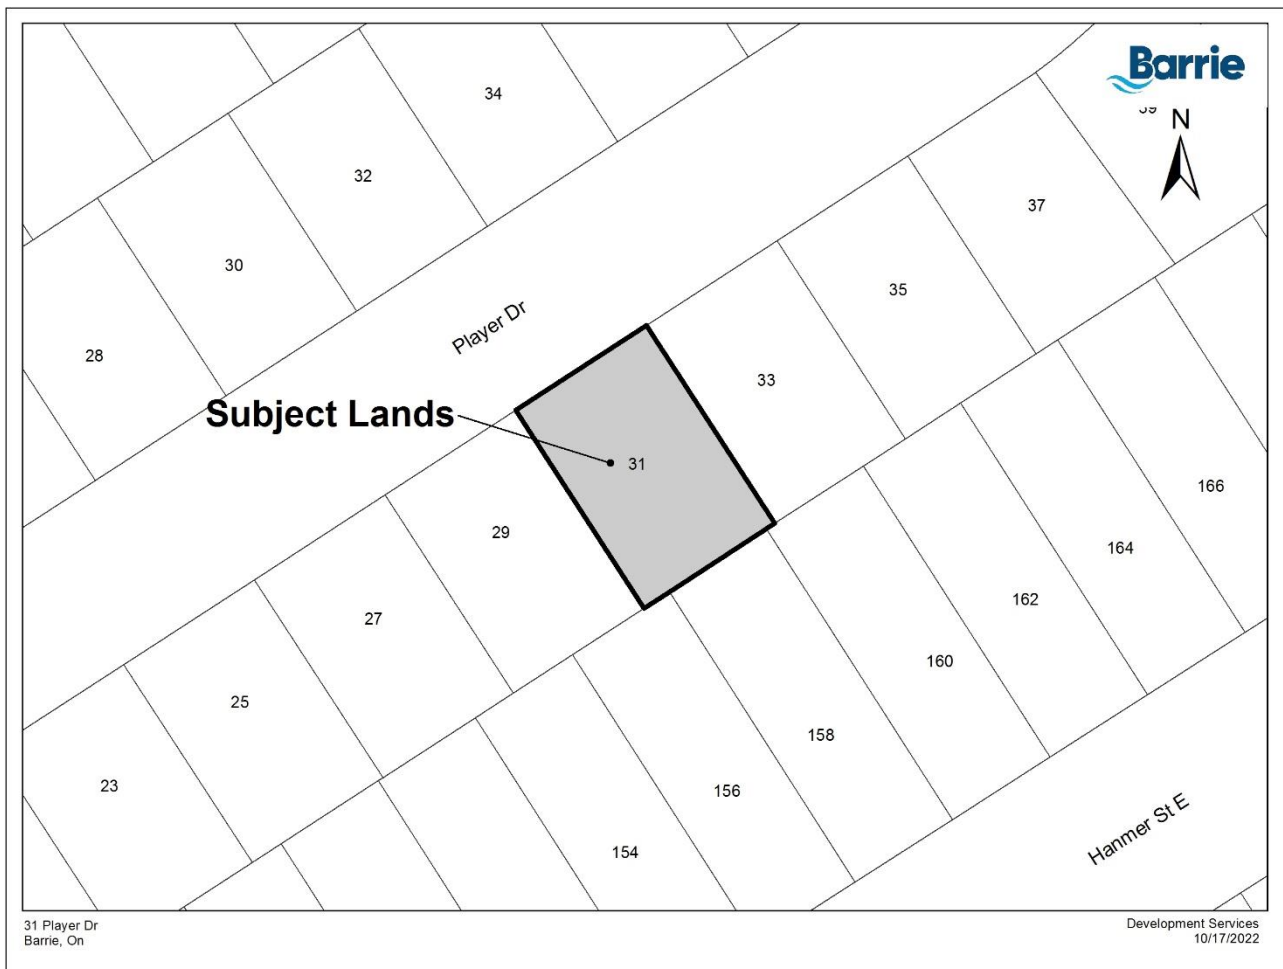 Barrie
34
N
32
37
30
35
Player Dr
28
33
Subject Lands
31
166
29
164
162
27
160
25
158
23
156
Hanmer St E
154
31 Player Dr
Barrie, On
Development Services
10/17/2022